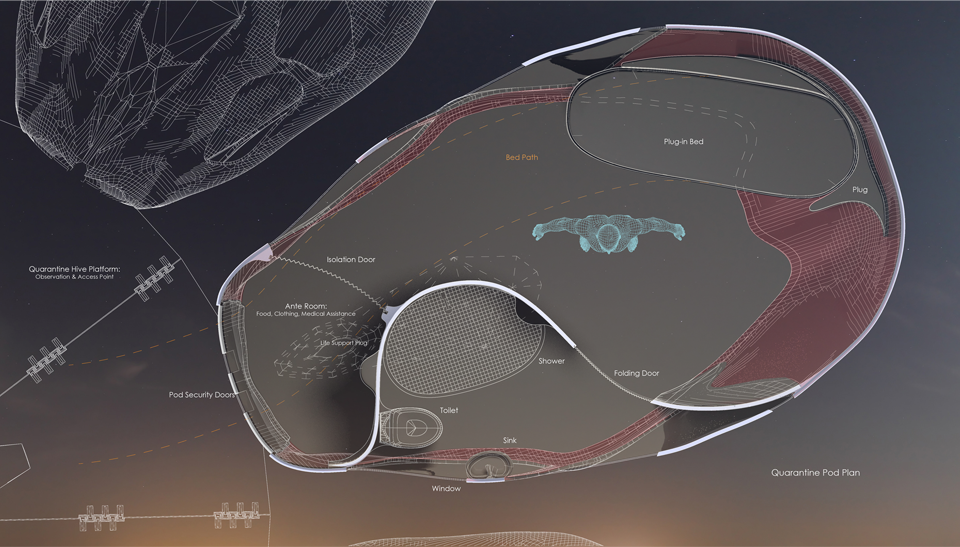 Plug-in Bed
Bed Path
Plug
Isolation Door
Quarantine Hive Platform:
Observation & Access Point
Ante Room:
Food, Clothing, Medical Assistance
Life Support Plug
Shower
Folding Door
Pod Security Doors
Toilet
Sink
Quarantine Pod Plan
Window